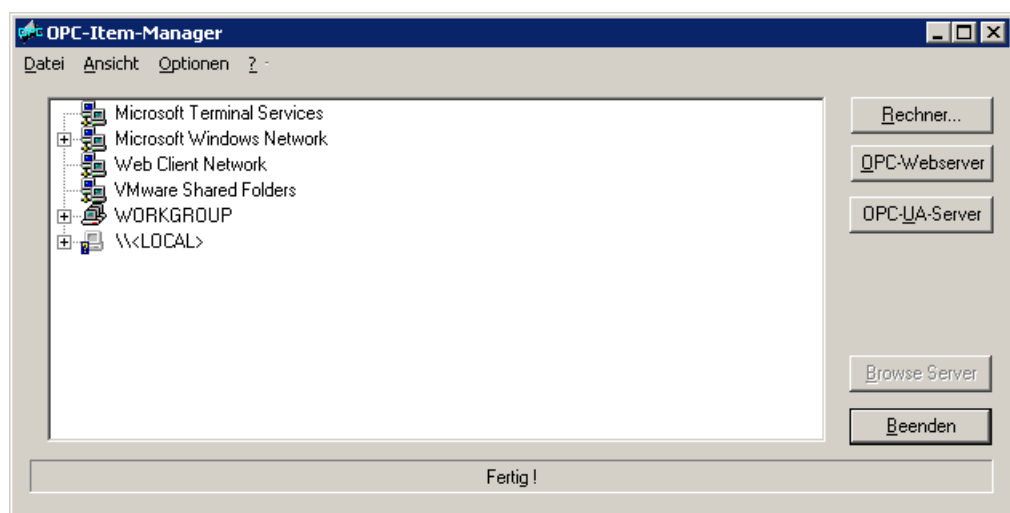 OPC-Item-Manager
Datei Ansicht Optionen ?
Microsoft Terminal Services
Microsoft Windows Network
Web Client Network
VMware Shared Folders
WORKGROUP
\\<LOCAL>
Rechner...
OPC-Webserver
OPC-UA-Server
Browse Server
Beenden
Fertig !